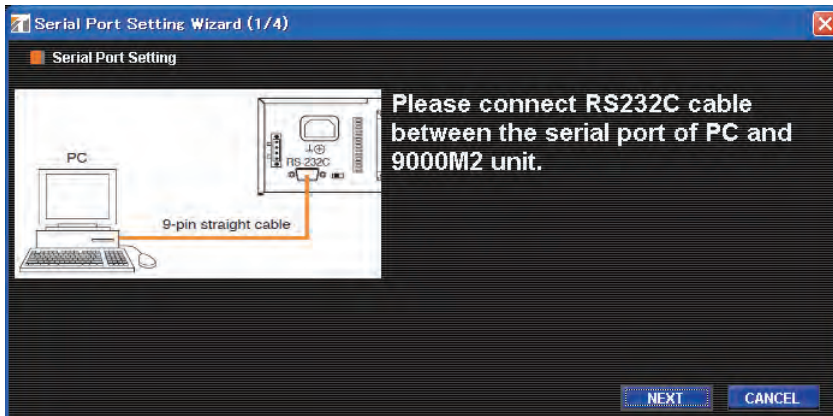 Serial Port Setting Wizard (1/4)
Serial Port Setting
Please connect RS232C cable
between the serial port of PC and
9000M2 unit.
PC
RS-232C
9-pin straight cable
NEXT
CANCEL